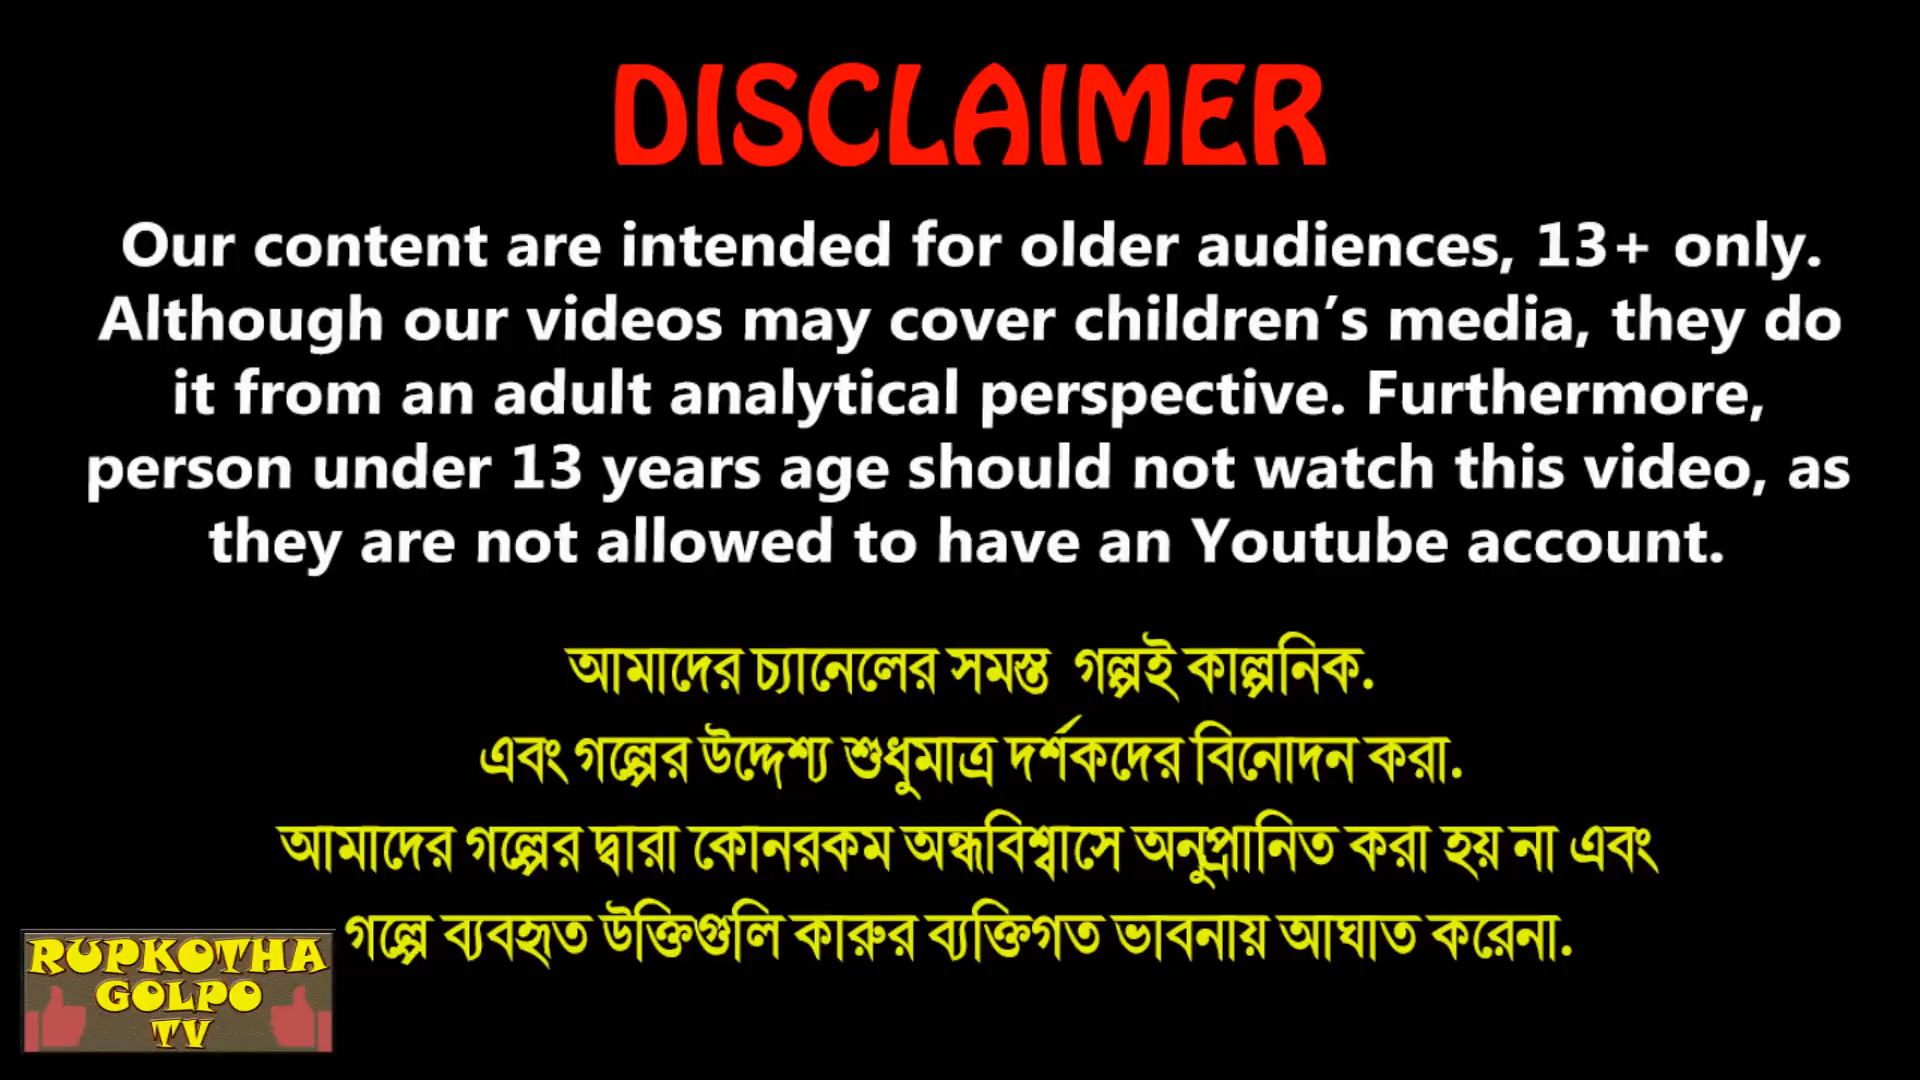 DISCLAIMER
Our content are intended for older audiences, 13+ only.
Although our videos may cover children’s media, they do
it from an adult analytical perspective. Furthermore,
person under 13 years age should not watch this video, as
they are not allowed to have an Youtube account.
আমাদের চ্যানেলের সমস্ত গল্পই কাল্পনিক.
এবং গল্পের উদ্দেশ্য শুধুমাত্র দর্শকদের বিনোদন করা.
আমাদের গল্পের দ্বারা কোনরকম অন্ধবিশ্বাসে অনুপ্রানিত করা হয় না এবং
গল্পে ব্যবহৃত উক্তিগুলি কারুর ব্যক্তিগত ভাবনায় আঘাত করেনা.
RUPKOTHA
GOLPO
TV